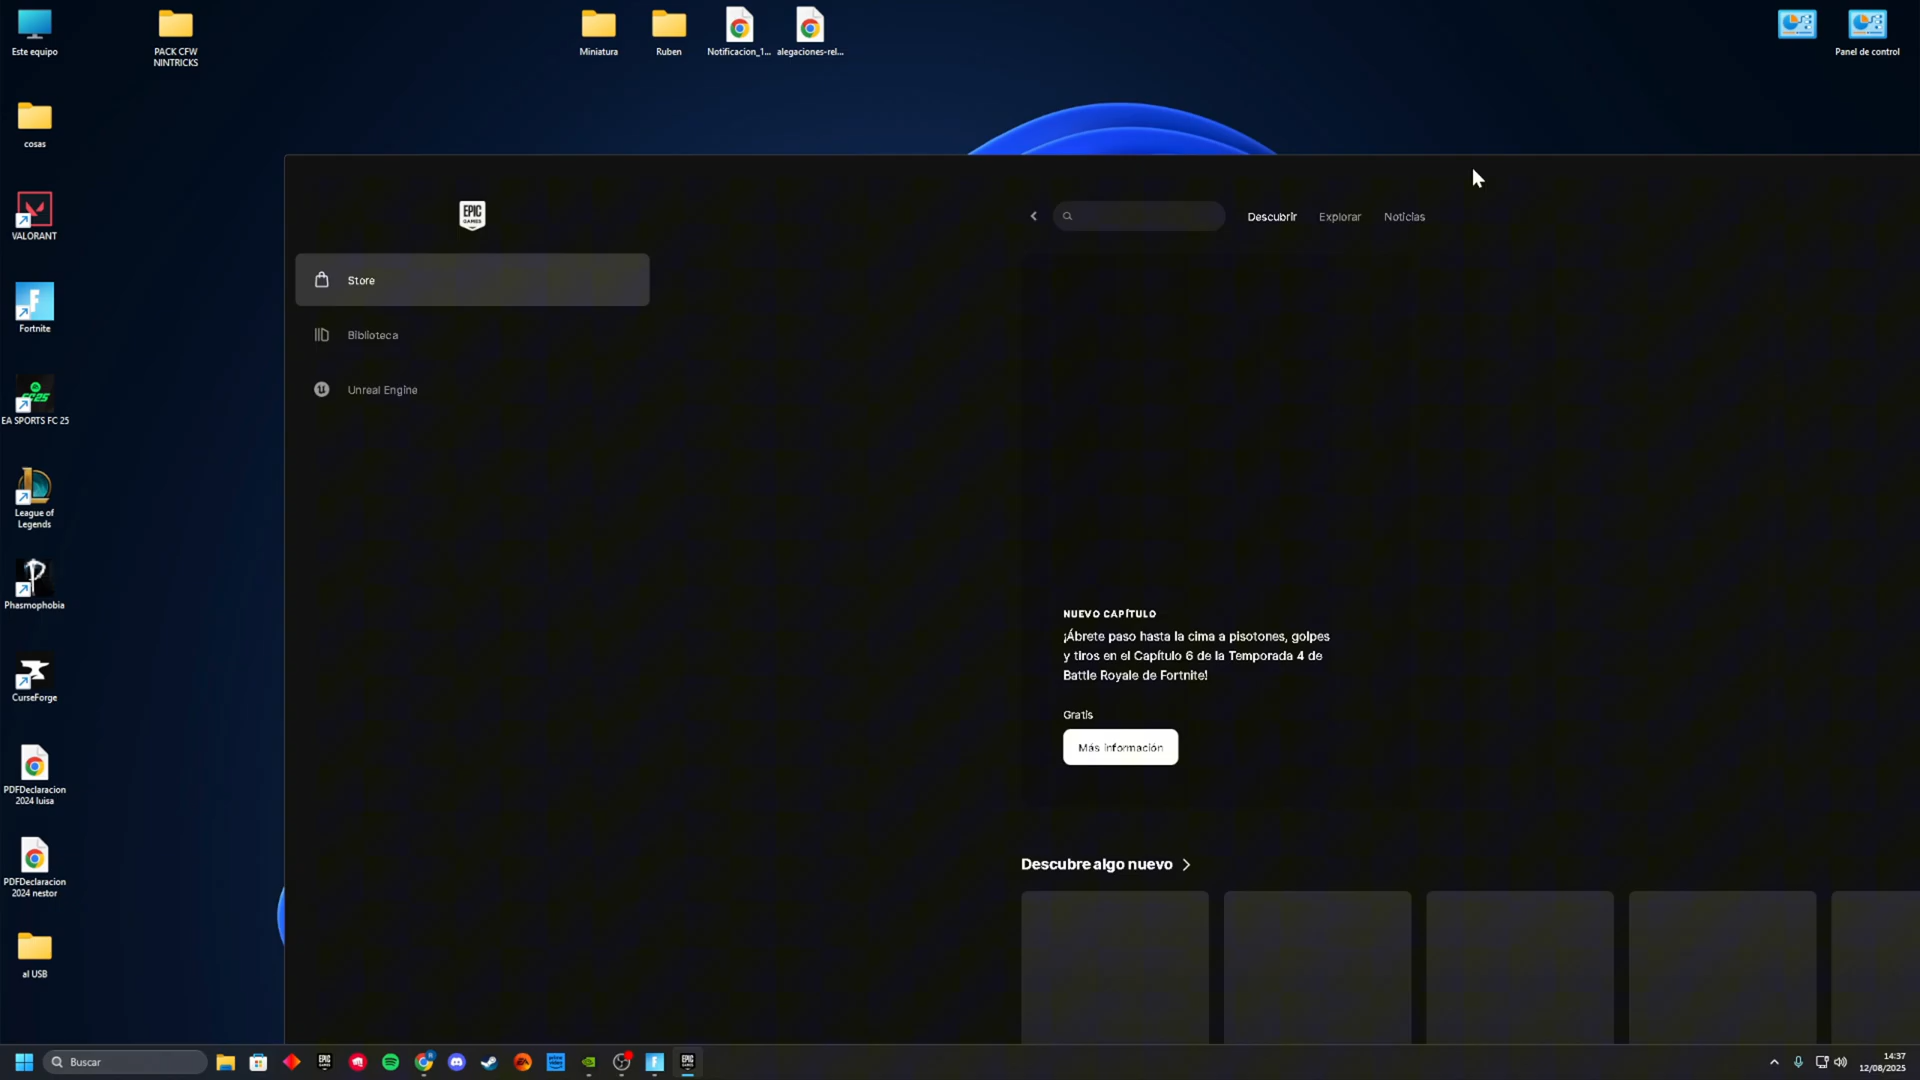 Este equipo
PACK CFW
NINTRICKS
Miniatura
Ruben
Notificacion_1...
alegaciones-rel...
Panel de control
cosas
VALORANT
Fortnite
EA SPORTS FC 25
League of
Legends
Phasmophobia
CurseForge
PDFDeclaracion
2024 luisa
PDFDeclaracion
2024 nestor
al USB
EPIC
GAMES
Store
Biblioteca
Unreal Engine
Descubrir
Explorar
Noticias
NUEVO CAPÍTULO
¡Ábrete paso hasta la cima a pisotones, golpes
y tiros en el Capítulo 6 de la Temporada 4 de
Battle Royale de Fortnite!
Gratis
Más información
Descubre algo nuevo
Buscar
14:37
12/08/2025